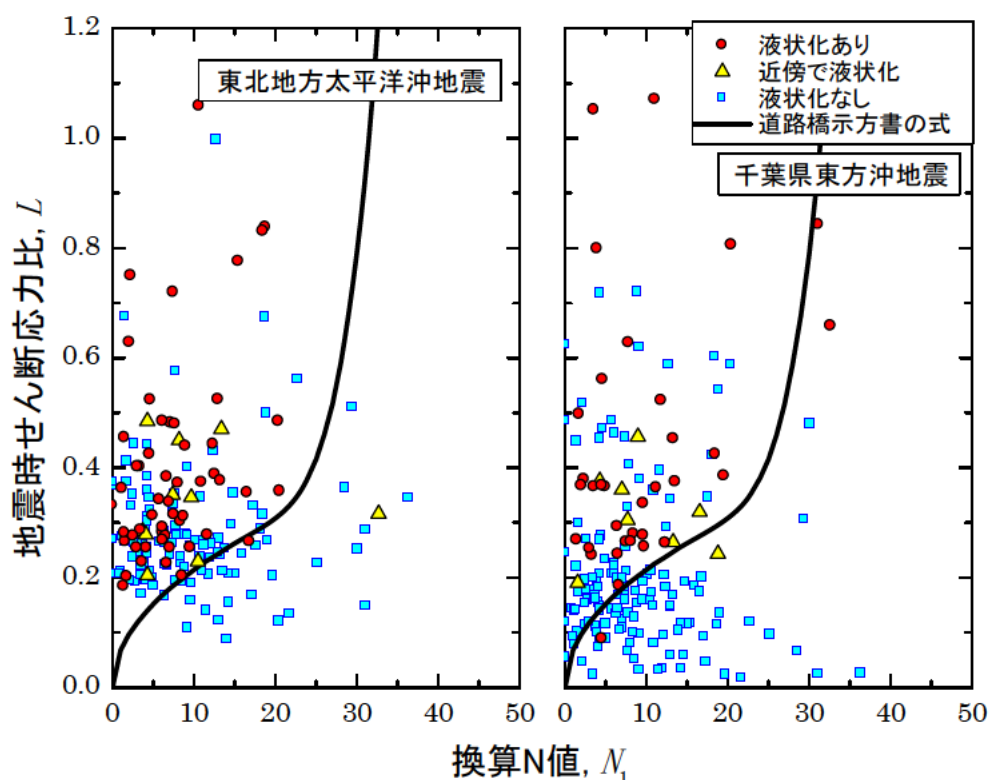 東北地方太平洋沖地震
液状化あり
近傍で液状化
液状化なし
道路橋示方書の式
千葉県東方沖地震
地震時せん断応力比, L
1.2
1.0
0.8
0.6
0.4
0.2
0.0
0 10 20 30 40 50
0 10 20 30 40 50
換算N値, N₁